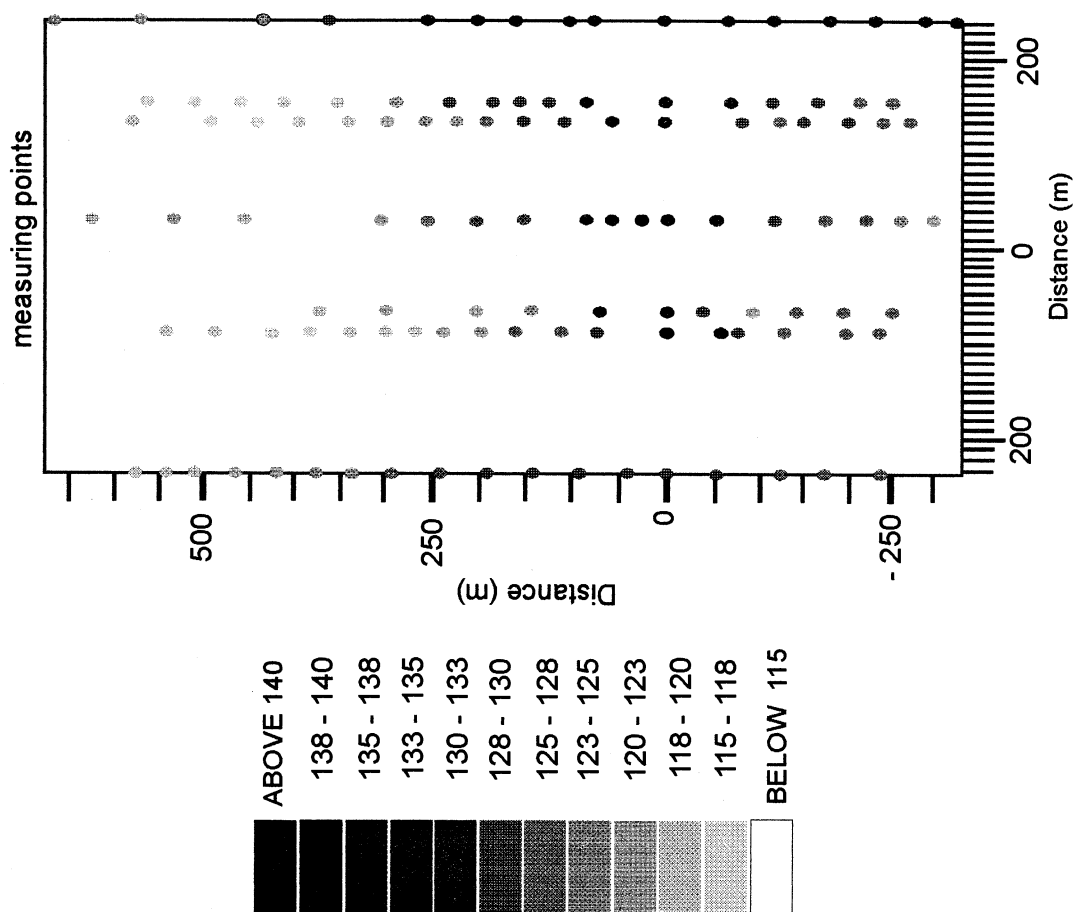 measuring points
500
250
0
- 250
Distance (m)
200
0
200
Distance (m)
ABOVE 140
138 - 140
135 - 138
133 - 135
130 - 133
128 - 130
125 - 128
123 - 125
120 - 123
118 - 120
115 - 118
BELOW 115